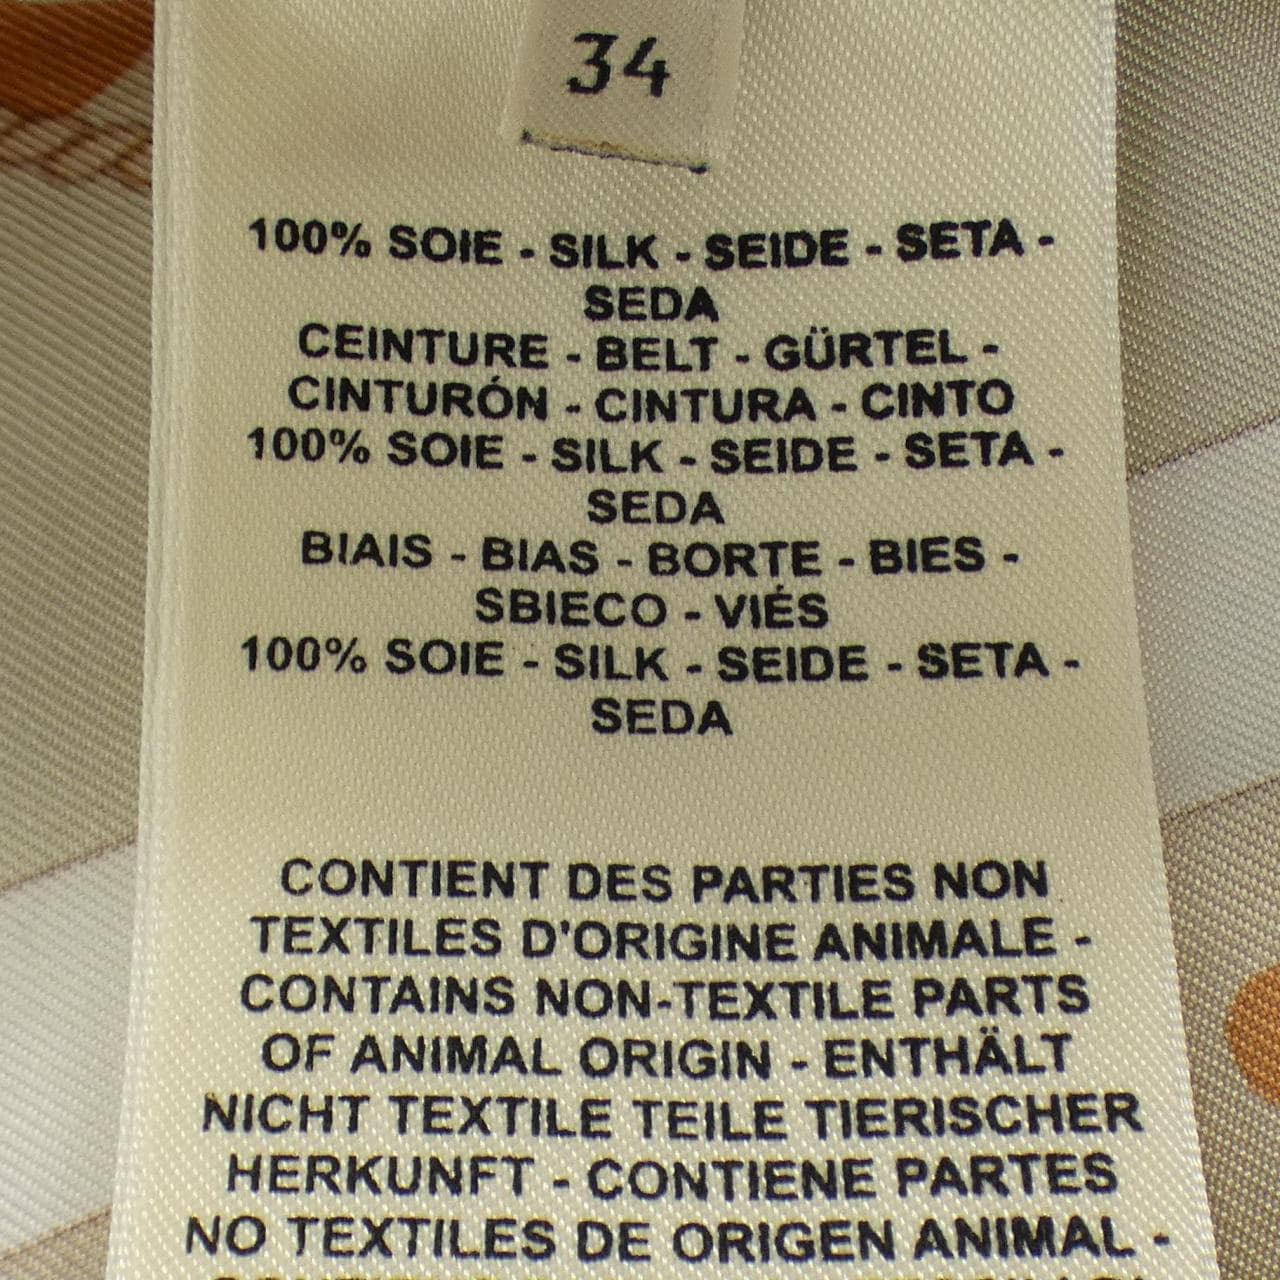 34
100% SOIE - SILK - SEIDE - SETA -
SEDA
CEINTURE - BELT - GÜRTEL -
CINTURÓN - CINTURA - CINTO
100% SOIE - SILK - SEIDE - SETA -
SEDA
BIAIS - BIAS - BORTE - BIES -
SBIECO - VIÉS
100% SOIE - SILK - SEIDE - SETA -
SEDA
CONTIENT DES PARTIES NON
TEXTILES D'ORIGINE ANIMALE -
CONTAINS NON-TEXTILE PARTS
OF ANIMAL ORIGIN - ENTHÄLT
NICHT TEXTILE TEILE TIERISCHER
HERKUNFT - CONTIENE PARTES
NO TEXTILES DE ORIGEN ANIMAL -